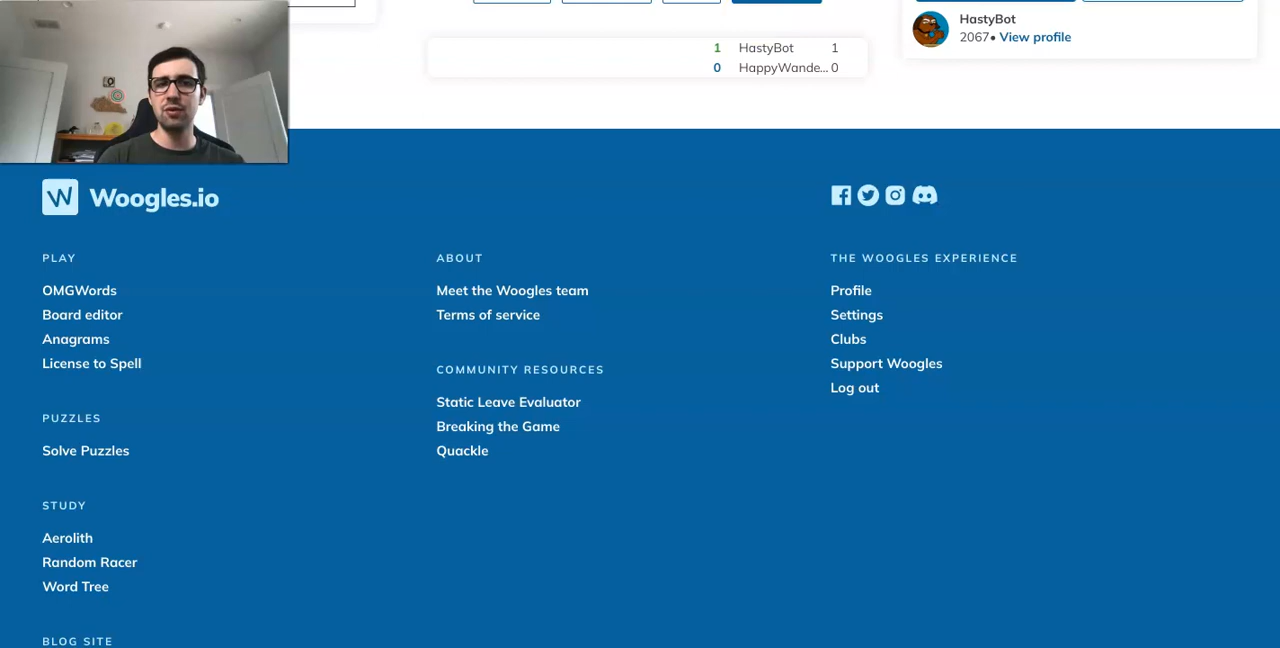 1 HastyBot 1
0 HappyWande... 0
HastyBot
2067• View profile
W Woogles.io
PLAY
OMGWords
Board editor
Anagrams
License to Spell
PUZZLES
Solve Puzzles
STUDY
Aerolith
Random Racer
Word Tree
BLOG SITE
ABOUT
Meet the Woogles team
Terms of service
COMMUNITY RESOURCES
Static Leave Evaluator
Breaking the Game
Quackle
THE WOOGLES EXPERIENCE
Profile
Settings
Clubs
Support Woogles
Log out